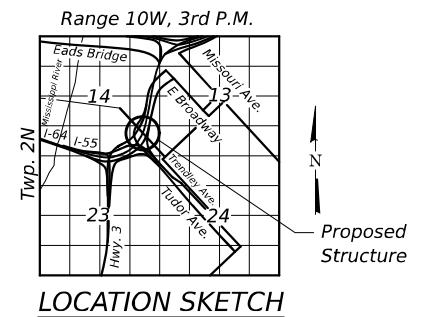 Range 10W, 3rd P.M.
Eads Bridge
Missouri Ave.
Mississippi River
14
13
E Broadway
I-64
I-55
Twp. 2N
Trendley Ave.
Tudor Ave.
23
24
Hwy. 3
N
Proposed
Structure
LOCATION SKETCH